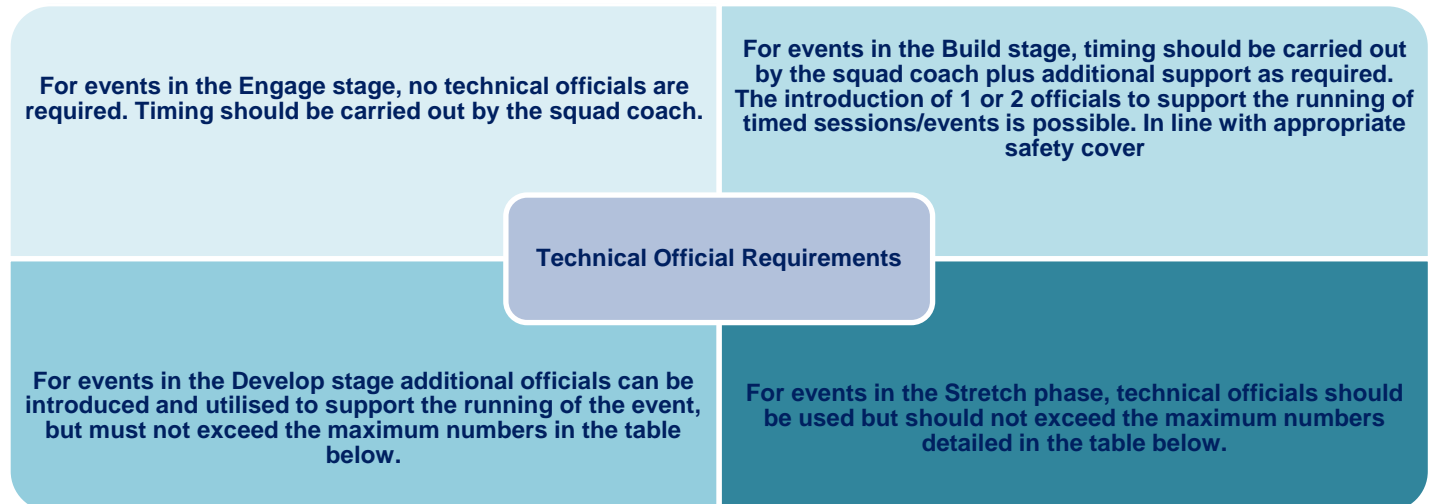 For events in the Engage stage, no technical officials are
required. Timing should be carried out by the squad coach.
For events in the Build stage, timing should be carried out
by the squad coach plus additional support as required.
The introduction of 1 or 2 officials to support the running of
timed sessions/events is possible. In line with appropriate
safety cover
Technical Official Requirements
For events in the Develop stage additional officials can be
introduced and utilised to support the running of the event,
but must not exceed the maximum numbers in the table
below.
For events in the Stretch phase, technical officials should
be used but should not exceed the maximum numbers
detailed in the table below.